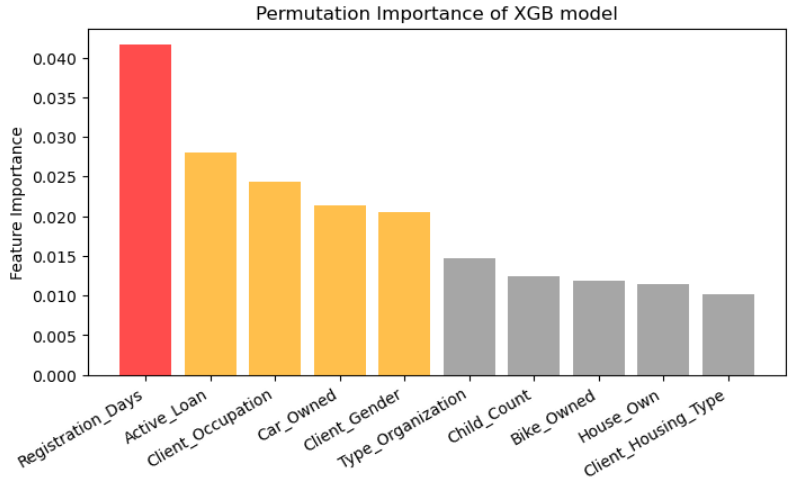 Permutation Importance of XGB model
Feature Importance
0.040
0.035
0.030
0.025
0.020
0.015
0.010
0.005
0.000
Registration_Days
Active_Loan
Client_Occupation
Car_Owned
Client_Gender
Type_Organization
Child_Count
Bike_Owned
House_Own
Client_Housing_Type